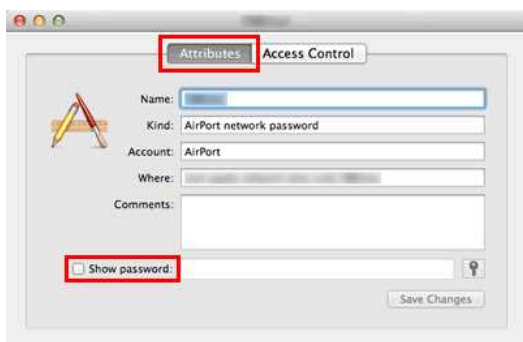 Attributes Access Control
Name:
Kind: AirPort network password
Account: AirPort
Where:
Comments:
Show password:
Save Changes